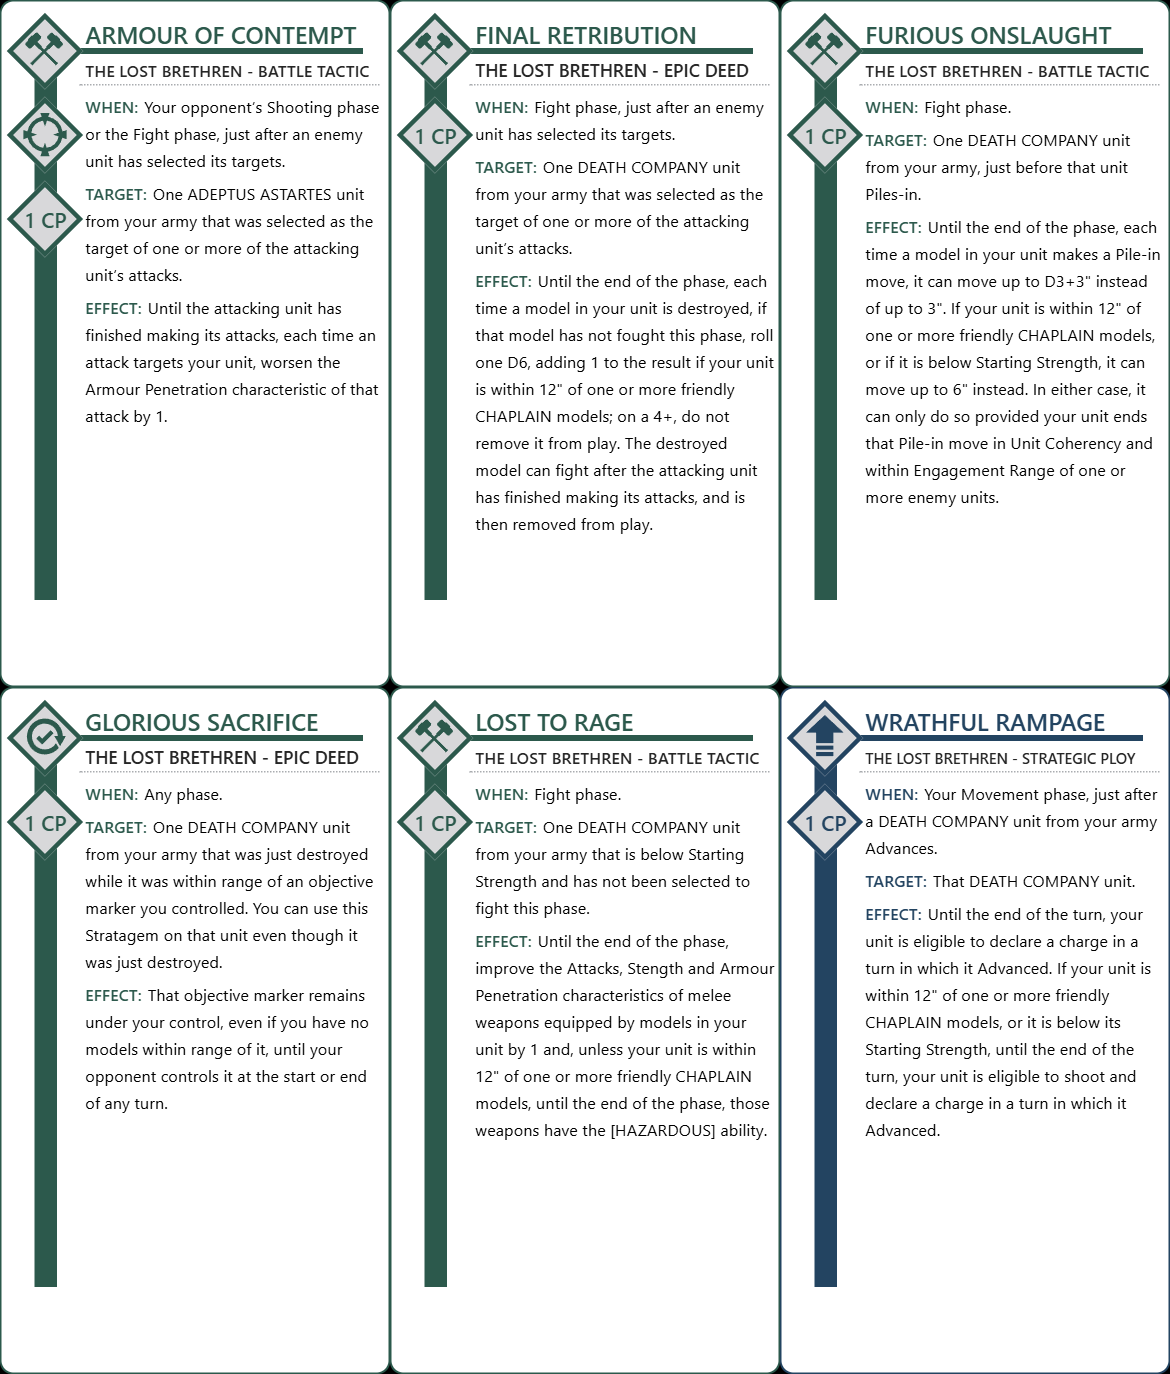 ARMOUR OF CONTEMPT
THE LOST BRETHREN - BATTLE TACTIC
WHEN: Your opponent's Shooting phase
or the Fight phase, just after an enemy
unit has selected its targets.
1 CP
TARGET: One ADEPTUS ASTARTES unit
from your army that was selected as the
target of one or more of the attacking
unit's attacks.
EFFECT: Until the attacking unit has
finished making its attacks, each time an
attack targets your unit, worsen the
Armour Penetration characteristic of that
attack by 1.
FINAL RETRIBUTION
THE LOST BRETHREN - EPIC DEED
1 CP
WHEN: Fight phase, just after an enemy
unit has selected its targets.
TARGET: One DEATH COMPANY unit
from your army that was selected as the
target of one or more of the attacking
unit's attacks.
EFFECT: Until the end of the phase, each
time a model in your unit is destroyed, if
that model has not fought this phase, roll
one D6, adding 1 to the result if your unit
is within 12" of one or more friendly
CHAPLAIN models; on a 4+, do not
remove it from play. The destroyed
model can fight after the attacking unit
has finished making its attacks, and is
then removed from play.
FURIOUS ONSLAUGHT
THE LOST BRETHREN - BATTLE TACTIC
1 CP
WHEN: Fight phase.
TARGET: One DEATH COMPANY unit
from your army, just before that unit
Piles-in.
EFFECT: Until the end of the phase, each
time a model in your unit makes a Pile-in
move, it can move up to D3+3" instead
of up to 3". If your unit is within 12" of
one or more friendly CHAPLAIN models,
or if it is below Starting Strength, it can
move up to 6" instead. In either case, it
can only do so provided your unit ends
that Pile-in move in Unit Coherency and
within Engagement Range of one or
more enemy units.
GLORIOUS SACRIFICE
THE LOST BRETHREN - EPIC DEED
1 CP
WHEN: Any phase.
TARGET: One DEATH COMPANY unit
from your army that was just destroyed
while it was within range of an objective
marker you controlled. You can use this
Stratagem on that unit even though it
was just destroyed.
EFFECT: That objective marker remains
under your control, even if you have no
models within range of it, until your
opponent controls it at the start or end
of any turn.
LOST TO RAGE
THE LOST BRETHREN - BATTLE TACTIC
1 CP
WHEN: Fight phase.
TARGET: One DEATH COMPANY unit
from your army that is below Starting
Strength and has not been selected to
fight this phase.
EFFECT: Until the end of the phase,
improve the Attacks, Stength and Armour
Penetration characteristics of melee
weapons equipped by models in your
unit by 1 and, unless your unit is within
12" of one or more friendly CHAPLAIN
models, until the end of the phase, those
weapons have the [HAZARDOUS] ability.
WRATHFUL RAMPAGE
THE LOST BRETHREN - STRATEGIC PLOY
1 CP
WHEN: Your Movement phase, just after
a DEATH COMPANY unit from your army
Advances.
TARGET: That DEATH COMPANY unit.
EFFECT: Until the end of the turn, your
unit is eligible to declare a charge in a
turn in which it Advanced. If your unit is
within 12" of one or more friendly
CHAPLAIN models, or it is below its
Starting Strength, until the end of the
turn, your unit is eligible to shoot and
declare a charge in a turn in which it
Advanced.